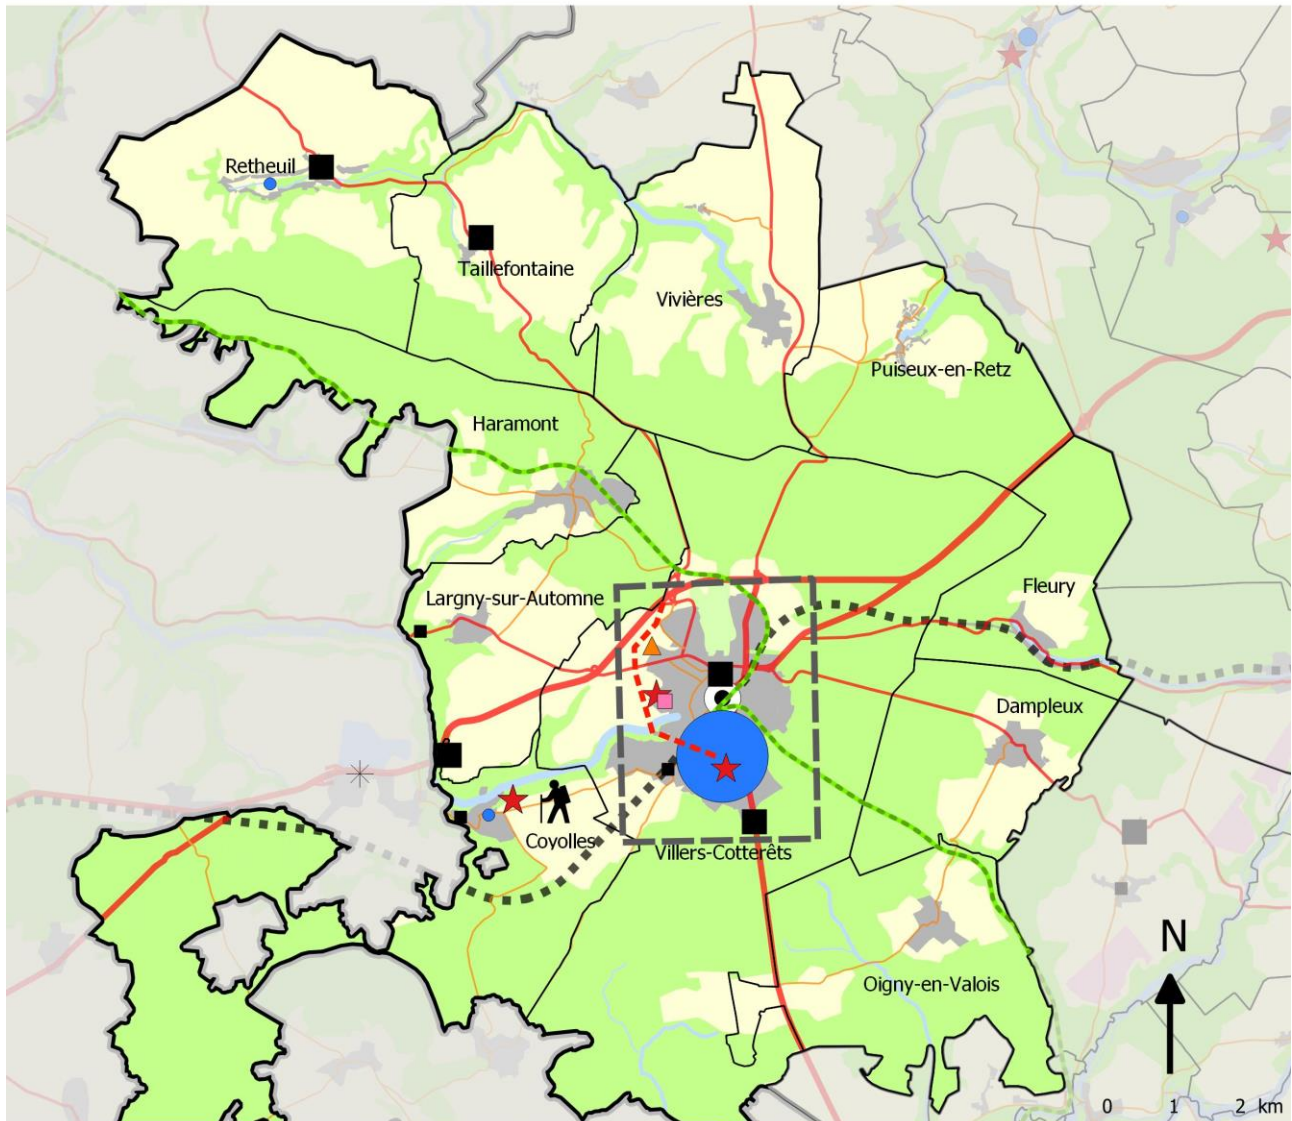 Retheuil
Taillefontaine
Vivières
Puiseux-en-Retz
Haramont
Largny-sur-Automne
Fleury
Dampleux
Coyolles
Villers-Cotterêts
Oigny-en-Valois
N
0 1 2 km